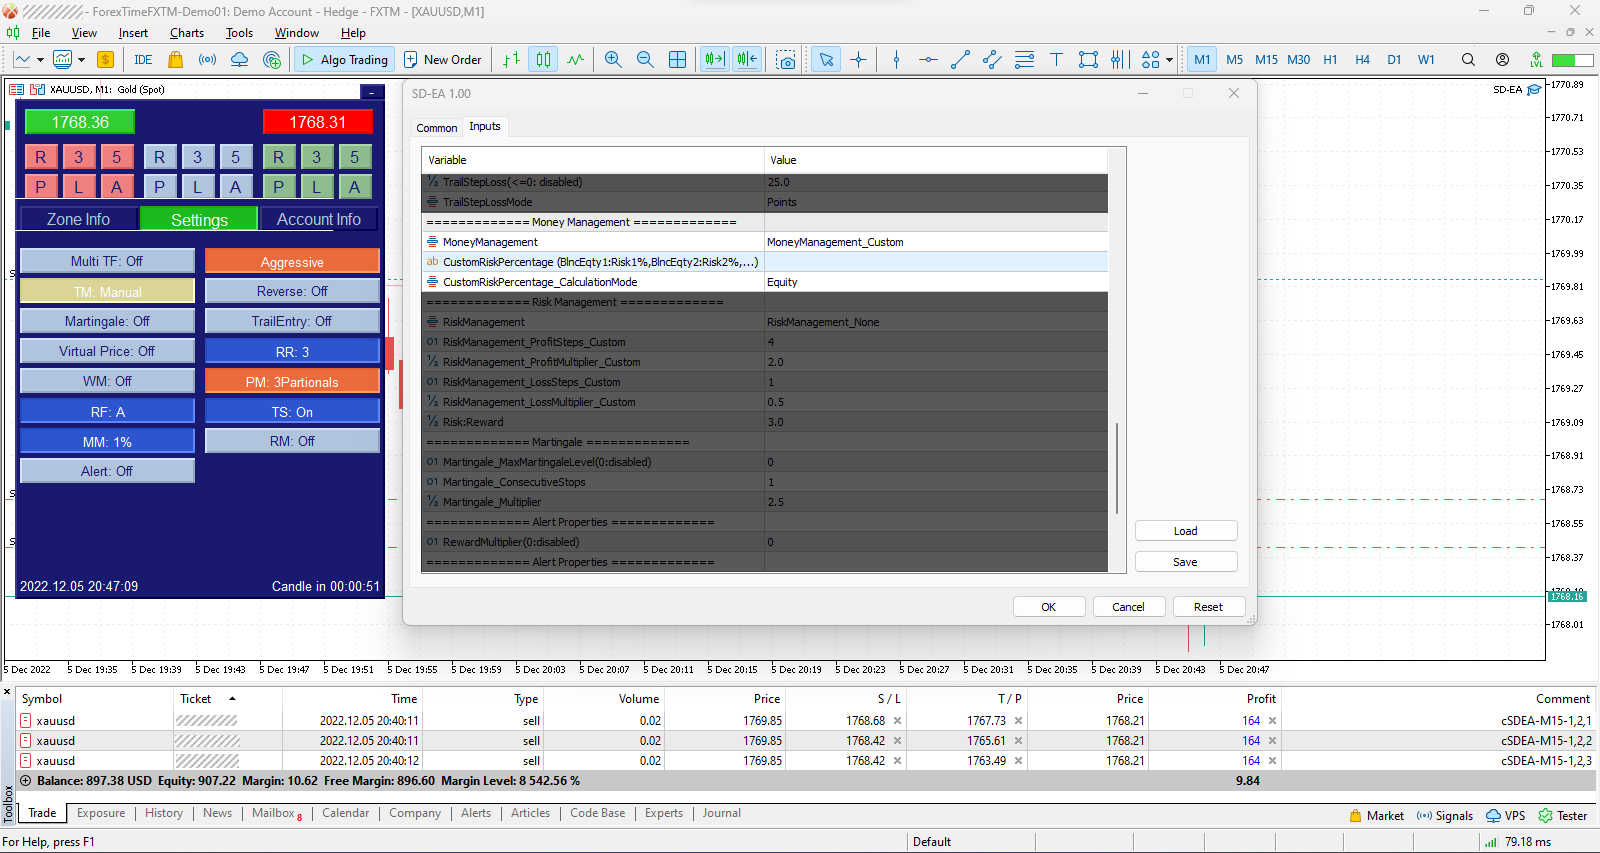 - ForexTimeFXTM-Demo01: Demo Account - Hedge - FXTM - [XAUUSD,M1]
File View Insert Charts Tools Window Help
IDE Algo Trading New Order M1 M5 M15 M30 H1 H4 D1 W1 LVL
XAUUSD, M1: Gold (Spot)
SD-EA
1768.36 1768.31
R 3 5 R 3 5 R 3 5
P L A P L A P L A
Zone Info Settings Account Info
Multi TF: Off Aggressive
TM: Manual Reverse: Off
Martingale: Off TrailEntry: Off
Virtual Price: Off RR: 3
WM: Off PM: 3Partionals
RF: A TS: On
MM: 1% RM: Off
Alert: Off
2022.12.05 20:47:09 Candle in 00:00:51
SD-EA 1.00
Common Inputs
Variable Value
TrailStepLoss(<=0: disabled) 25.0
TrailStepLossMode Points
============= Money Management =============
MoneyManagement MoneyManagement_Custom
ab CustomRiskPercentage (BlncEqty1:Risk1%,BlncEqty2:Risk2%,...)
CustomRiskPercentage_CalculationMode Equity
============= Risk Management =============
RiskManagement RiskManagement_None
01 RiskManagement_ProfitSteps_Custom 4
½ RiskManagement_ProfitMultiplier_Custom 2.0
01 RiskManagement_LossSteps_Custom 1
½ RiskManagement_LossMultiplier_Custom 0.5
½ Risk:Reward 3.0
============= Martingale =============
01 Martingale_MaxMartingaleLevel(0:disabled) 0
01 Martingale_ConsecutiveStops 1
½ Martingale_Multiplier 2.5
============= Alert Properties =============
01 RewardMultiplier(0:disabled) 0
============= Alert Properties =============
Load
Save
OK Cancel Reset
1770.89
1770.71
1770.53
1770.35
1770.17
1769.99
1769.81
1769.63
1769.45
1769.27
1769.09
1768.91
1768.73
1768.55
1768.37
1768.16
1768.01
5 Dec 2022 5 Dec 19:35 5 Dec 19:39 5 Dec 19:43 5 Dec 19:47 5 Dec 19:51 5 Dec 19:55 5 Dec 19:59 5 Dec 20:03 5 Dec 20:07 5 Dec 20:11 5 Dec 20:15 5 Dec 20:19 5 Dec 20:23 5 Dec 20:27 5 Dec 20:31 5 Dec 20:35 5 Dec 20:39 5 Dec 20:43 5 Dec 20:47
Symbol Ticket Time Type Volume Price S / L T / P Price Profit Comment
xauusd 2022.12.05 20:40:11 sell 0.02 1769.85 1768.68 1767.73 1768.21 164 cSDEA-M15-1,2,1
xauusd 2022.12.05 20:40:11 sell 0.02 1769.85 1768.42 1765.61 1768.21 164 cSDEA-M15-1,2,2
xauusd 2022.12.05 20:40:12 sell 0.02 1769.85 1768.42 1763.49 1768.21 164 cSDEA-M15-1,2,3
Balance: 897.38 USD Equity: 907.22 Margin: 10.62 Free Margin: 896.60 Margin Level: 8 542.56 % 9.84
Toolbox
Trade Exposure History News Mailbox 8 Calendar Company Alerts Articles Code Base Experts Journal
Market Signals VPS Tester
For Help, press F1 Default 79.18 ms